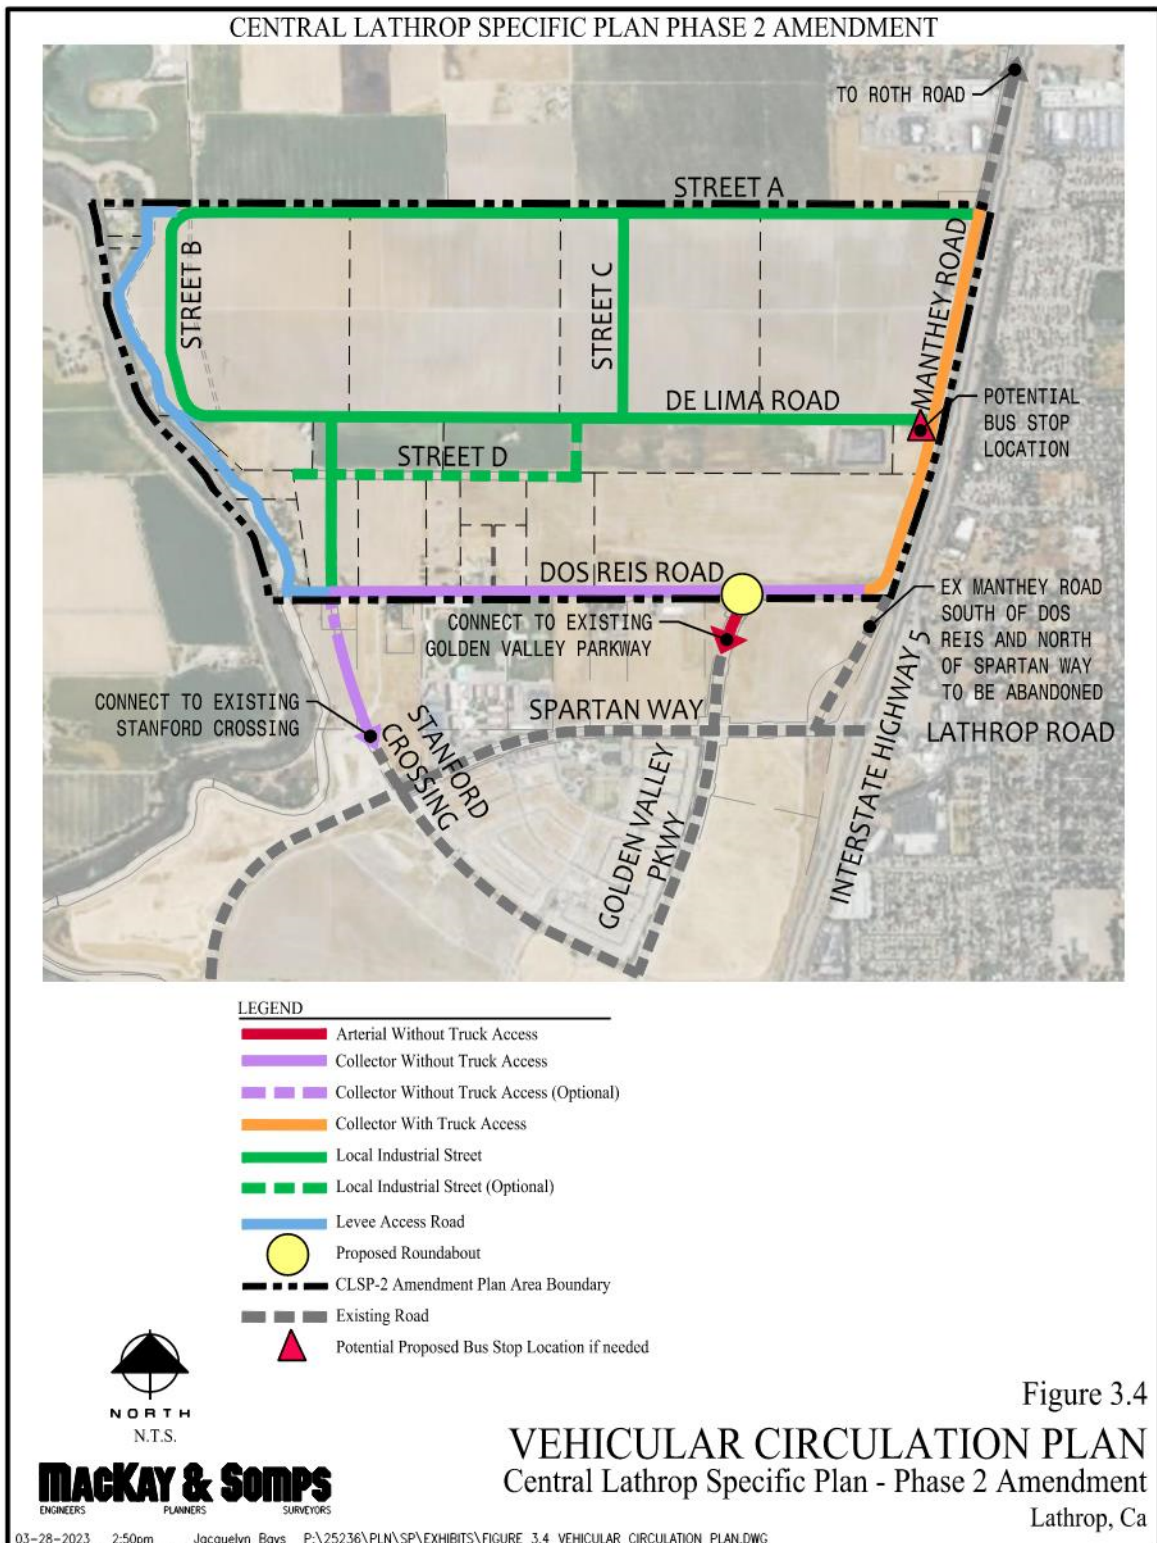 CENTRAL LATHROP SPECIFIC PLAN PHASE 2 AMENDMENT
TO ROTH ROAD
STREET A
STREET B
STREET C
MANTHEY ROAD
DE LIMA ROAD
POTENTIAL
BUS STOP
LOCATION
STREET D
DOS REIS ROAD
CONNECT TO EXISTING
GOLDEN VALLEY PARKWAY
EX MANTHEY ROAD
SOUTH OF DOS
REIS AND NORTH
OF SPARTAN WAY
TO BE ABANDONED
CONNECT TO EXISTING
STANFORD CROSSING
STANFORD
CROSSING
SPARTAN WAY
LATHROP ROAD
GOLDEN VALLEY
PKWY
INTERSTATE HIGHWAY 5
LEGEND
Arterial Without Truck Access
Collector Without Truck Access
Collector Without Truck Access (Optional)
Collector With Truck Access
Local Industrial Street
Local Industrial Street (Optional)
Levee Access Road
Proposed Roundabout
CLSP-2 Amendment Plan Area Boundary
Existing Road
Potential Proposed Bus Stop Location if needed
NORTH
N.T.S.
Figure 3.4
VEHICULAR CIRCULATION PLAN
Central Lathrop Specific Plan - Phase 2 Amendment
Lathrop, Ca
MACKAY & SOMPS
ENGINEERS PLANNERS SURVEYORS
03-28-2023 2:50pm Jacquelyn Bays P:\25236\PLN\SP\EXHIBITS\FIGURE 3.4 VEHICULAR CIRCULATION PLAN.DWG